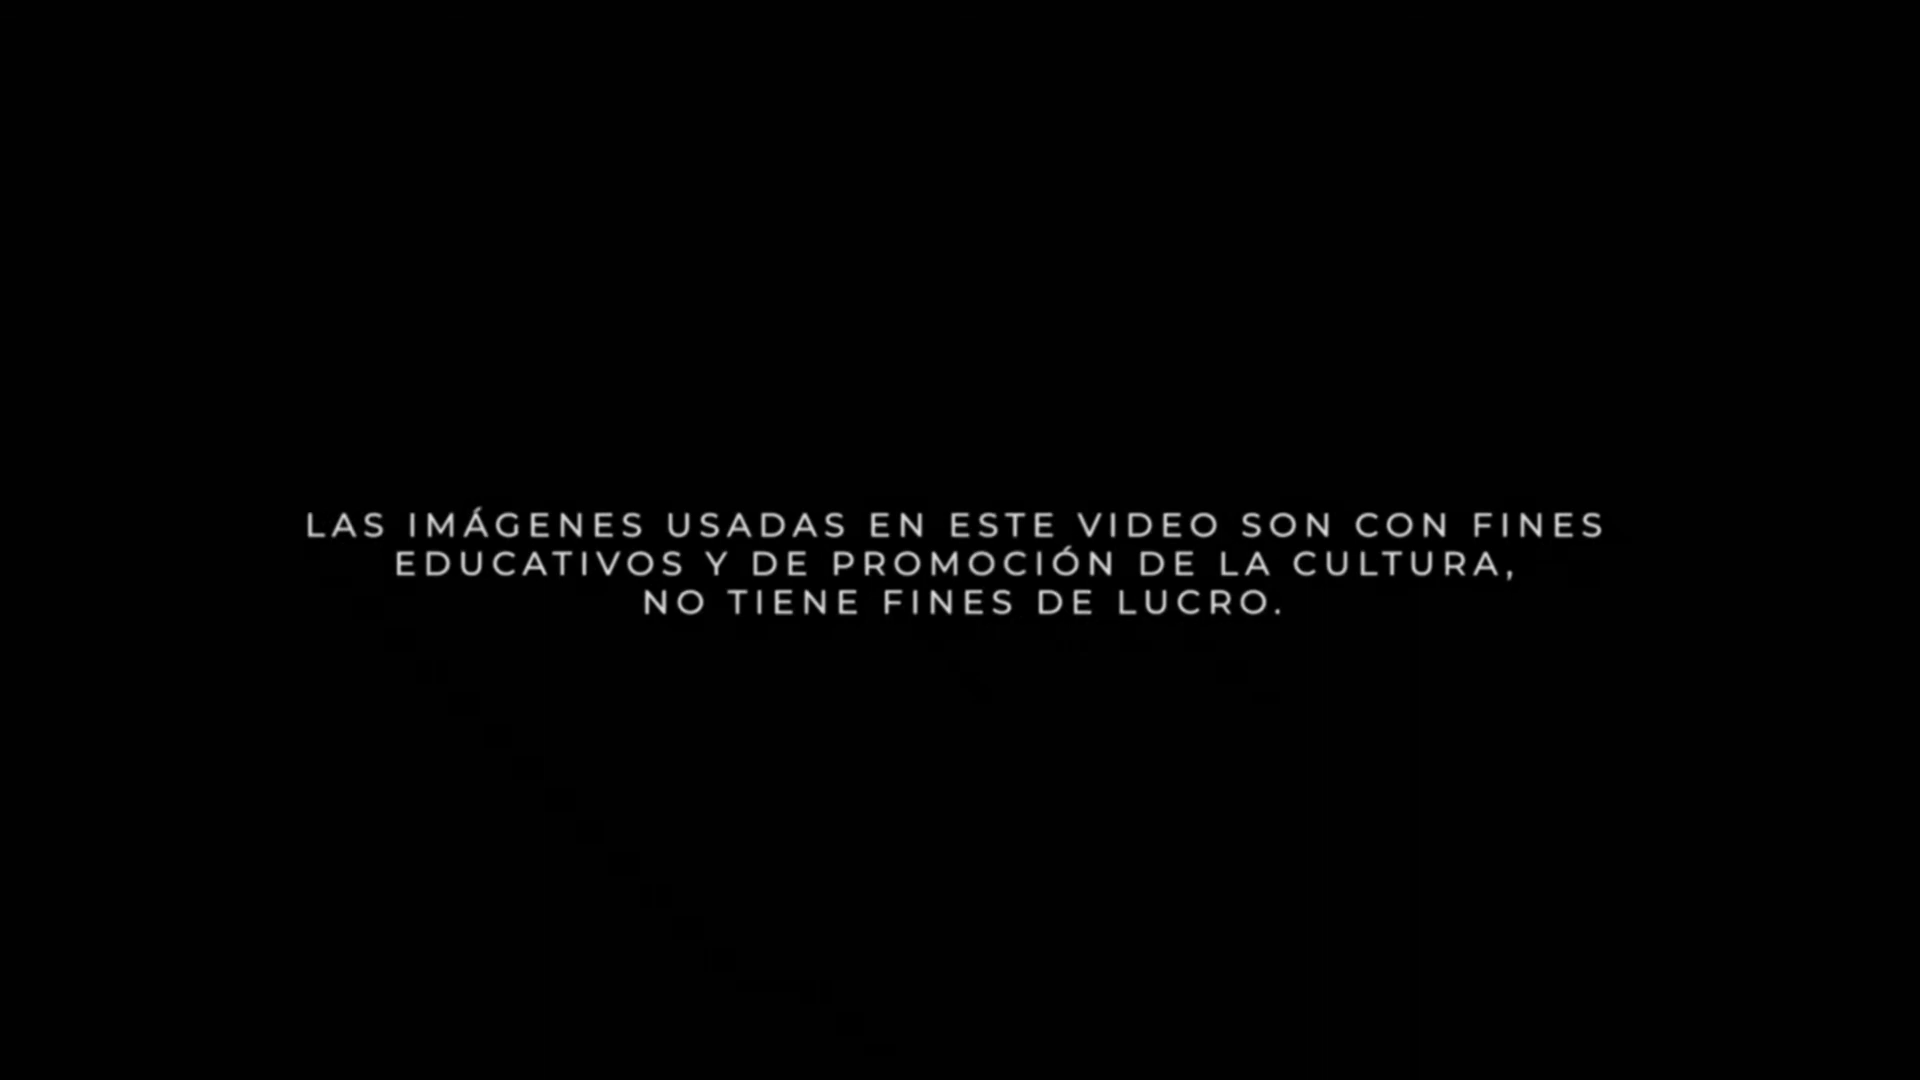 LAS IMÁGENES USADAS EN ESTE VIDEO SON CON FINES
EDUCATIVOS Y DE PROMOCIÓN DE LA CULTURA,
NO TIENE FINES DE LUCRO.